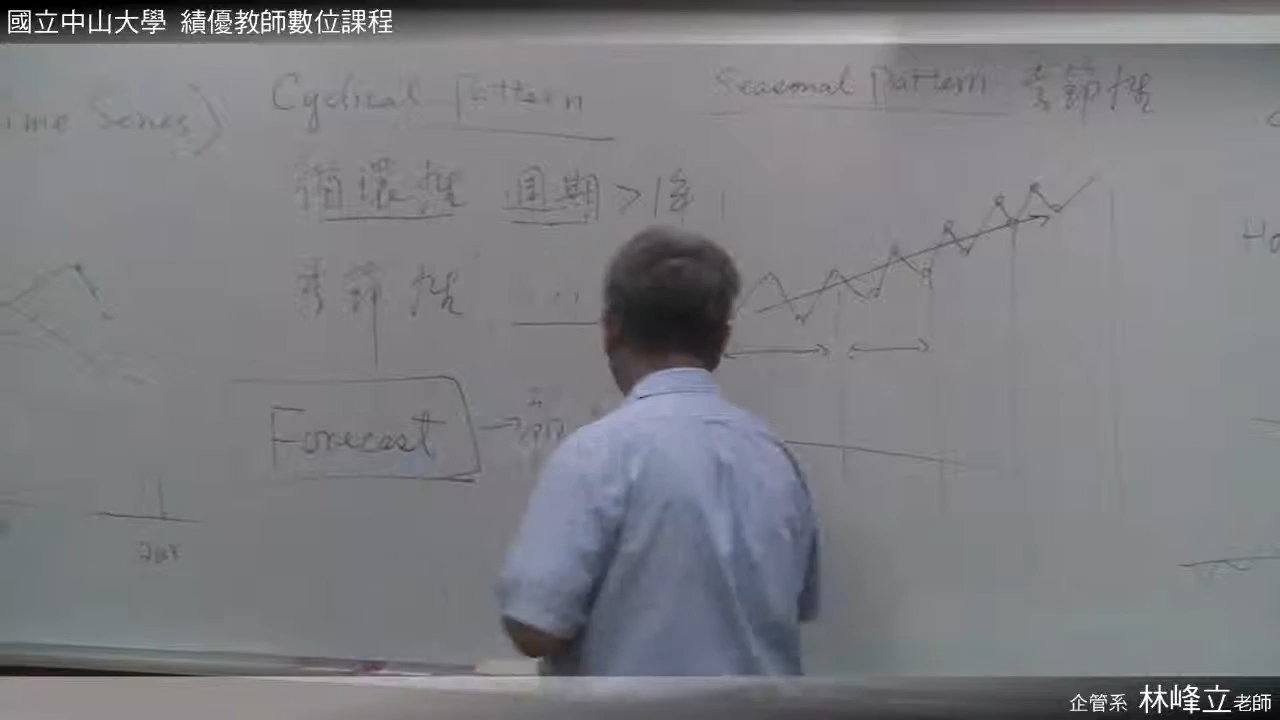 國立中山大學 績優教師數位課程
Time Series)
Cyclical pattern
循環性 週期 > 1年
季節性
Forecast
Seasonal pattern 季節性
企管系 林峰立老師